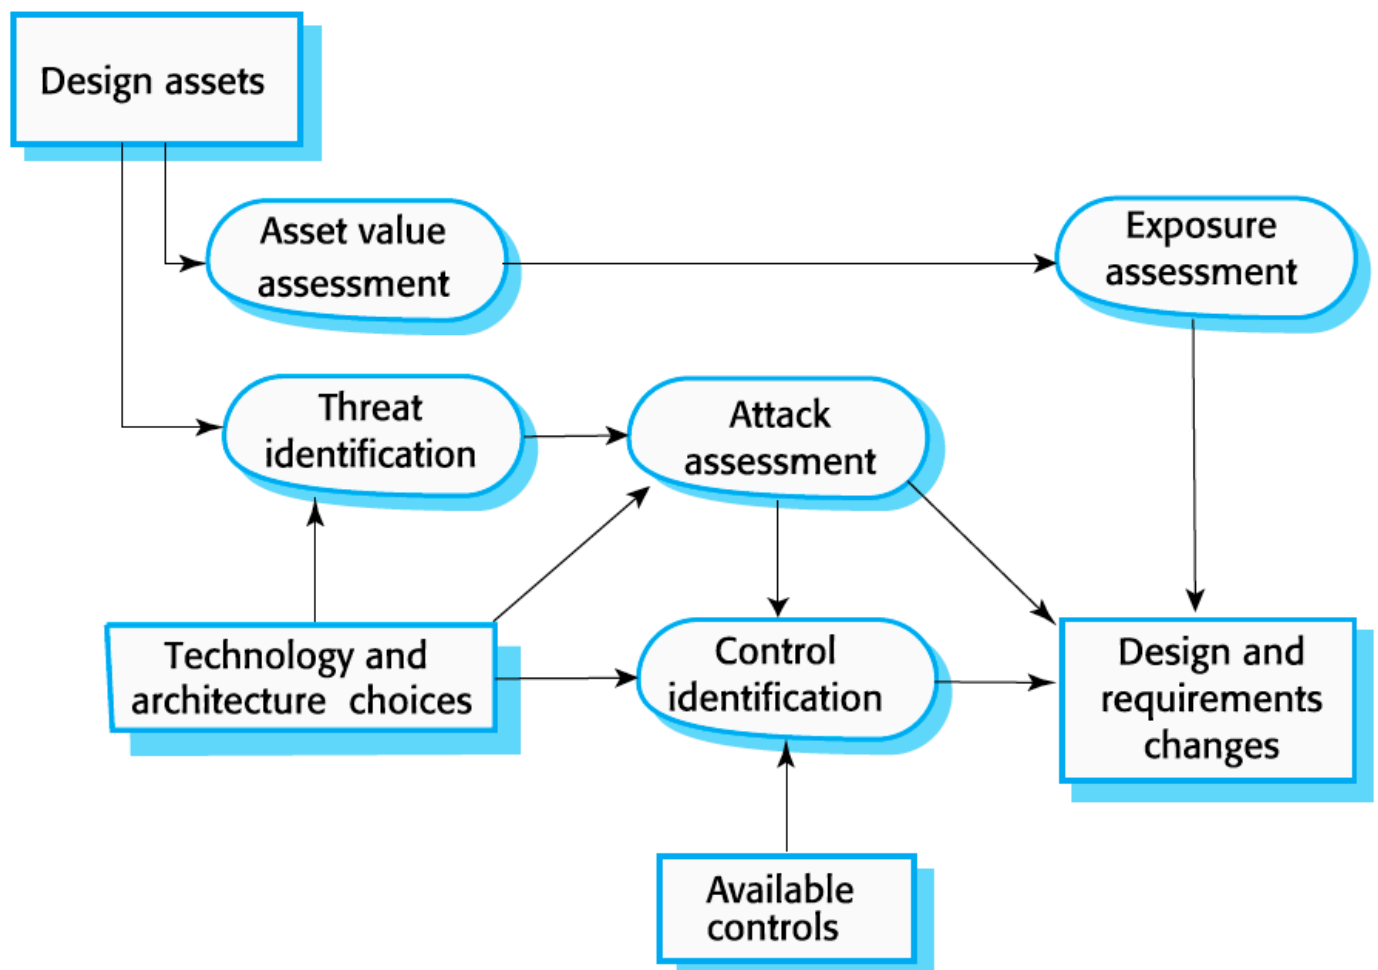 Design assets
Asset value
assessment
Exposure
assessment
Threat
identification
Attack
assessment
Technology and
architecture choices
Control
identification
Design and
requirements
changes
Available
controls